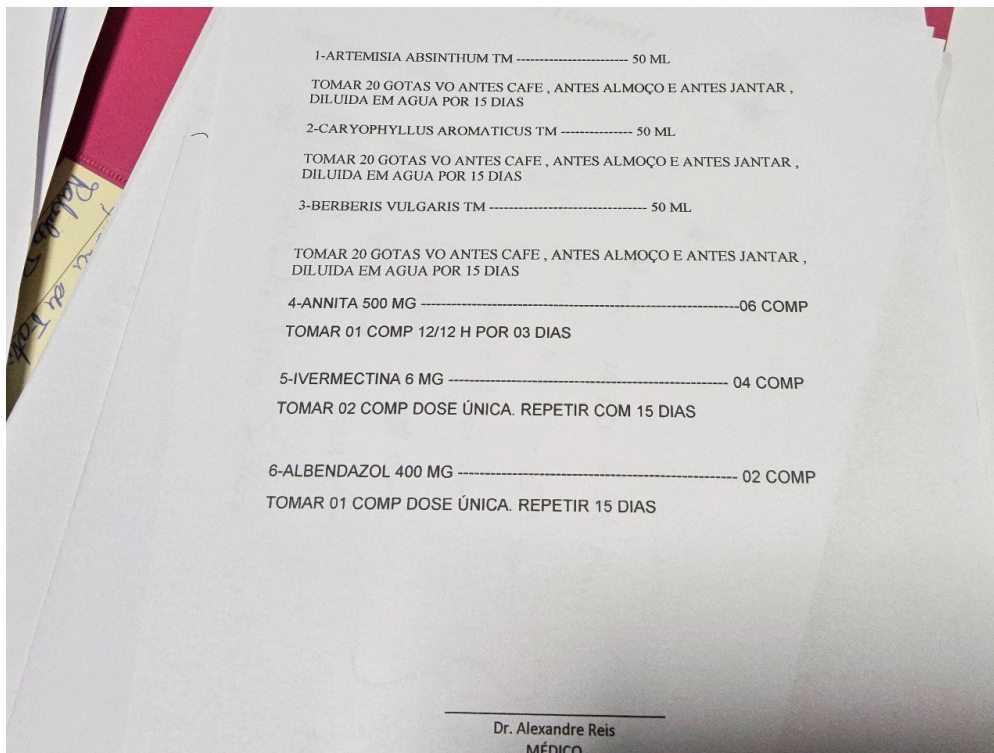 1-ARTEMISIA ABSINTHUM TM ------------------------ 50 ML
TOMAR 20 GOTAS VO ANTES CAFE , ANTES ALMOÇO E ANTES JANTAR ,
DILUIDA EM AGUA POR 15 DIAS
2-CARYOPHYLLUS AROMATICUS TM --------------- 50 ML
TOMAR 20 GOTAS VO ANTES CAFE , ANTES ALMOÇO E ANTES JANTAR ,
DILUIDA EM AGUA POR 15 DIAS
3-BERBERIS VULGARIS TM --------------------------------- 50 ML
TOMAR 20 GOTAS VO ANTES CAFE , ANTES ALMOÇO E ANTES JANTAR ,
DILUIDA EM AGUA POR 15 DIAS
4-ANNITA 500 MG ----------------------------------------------------------------06 COMP
TOMAR 01 COMP 12/12 H POR 03 DIAS
5-IVERMECTINA 6 MG -------------------------------------------------------- 04 COMP
TOMAR 02 COMP DOSE ÚNICA. REPETIR COM 15 DIAS
6-ALBENDAZOL 400 MG -------------------------------------------------------- 02 COMP
TOMAR 01 COMP DOSE ÚNICA. REPETIR 15 DIAS
Dr. Alexandre Reis
MÉDICO